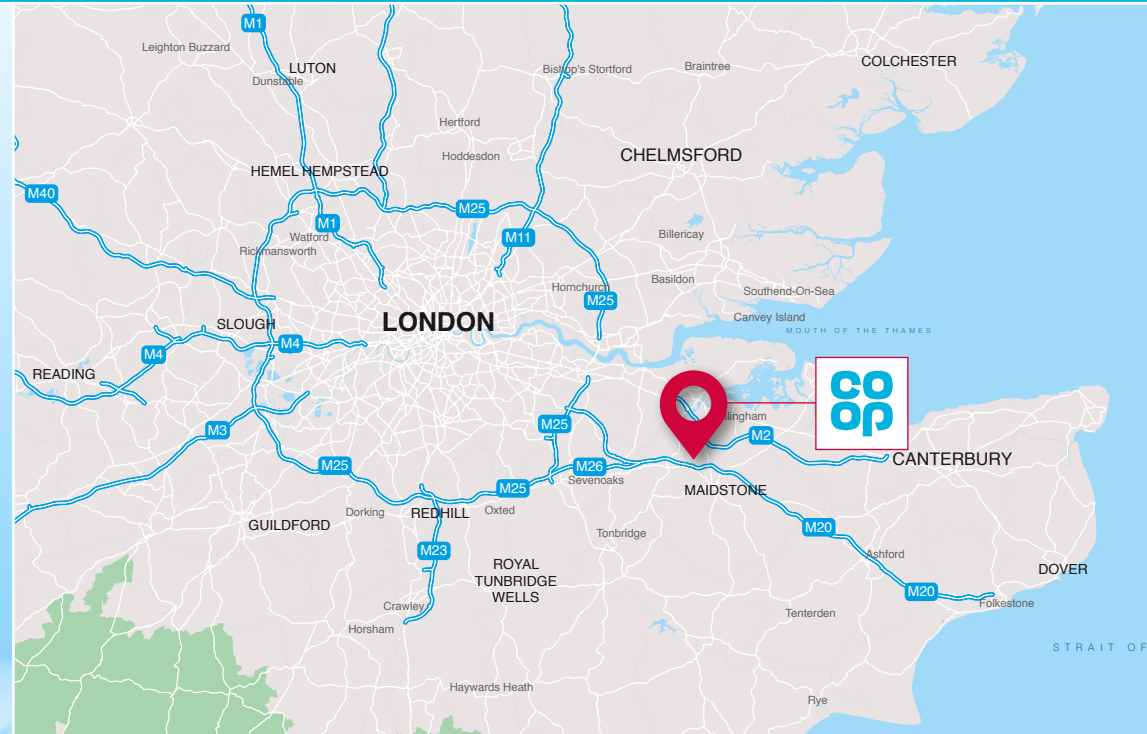 M1
Leighton Buzzard
LUTON
Dunstable
Bishop's Stortford
Braintree
COLCHESTER
Hertford
Hoddesdon
CHELMSFORD
HEMEL HEMPSTEAD
M40
M25
M1
M11
Watford
Rickmansworth
Billericay
Basildon
Hornchurch
M25
Southend-On-Sea
Canvey Island
SLOUGH
LONDON
MOUTH OF THE THAMES
M4
M4
READING
CO
OP
M3
M25
llingham
M2
CANTERBURY
M25
M26
M25
Sevenoaks
MAIDSTONE
Dorking
REDHILL
Oxted
GUILDFORD
M20
Tonbridge
M23
ROYAL
TUNBRIDGE
WELLS
Ashford
DOVER
M20
Folkestone
Crawley
Horsham
Tenterden
STRAIT OF
Haywards Heath
Rye